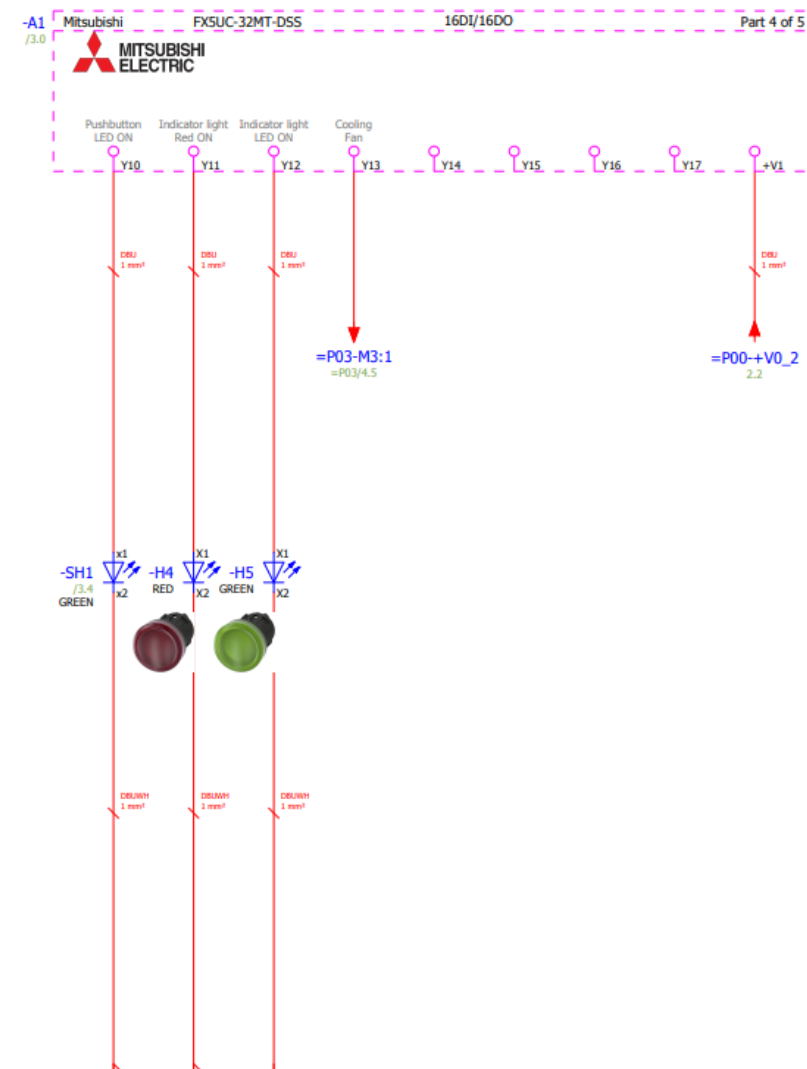 -A1 Mitsubishi FX5UC-32MT-DSS 16DI/16DO Part 4 of 5
/3.0
MITSUBISHI
ELECTRIC
Pushbutton Indicator light Indicator light Cooling
LED ON Red ON LED ON Fan
Y10 Y11 Y12 Y13 Y14 Y15 Y16 Y17 +V1
DBU DBU DBU DBU
1 mm² 1 mm² 1 mm² 1 mm²
=P03-M3:1 =P00-+V0_2
=P03/4.5 2.2
x1 X1 X1
-SH1 -H4 -H5
/3.4 RED GREEN
x2 X2 X2
GREEN
DBUWH DBUWH DBUWH
1 mm² 1 mm² 1 mm²